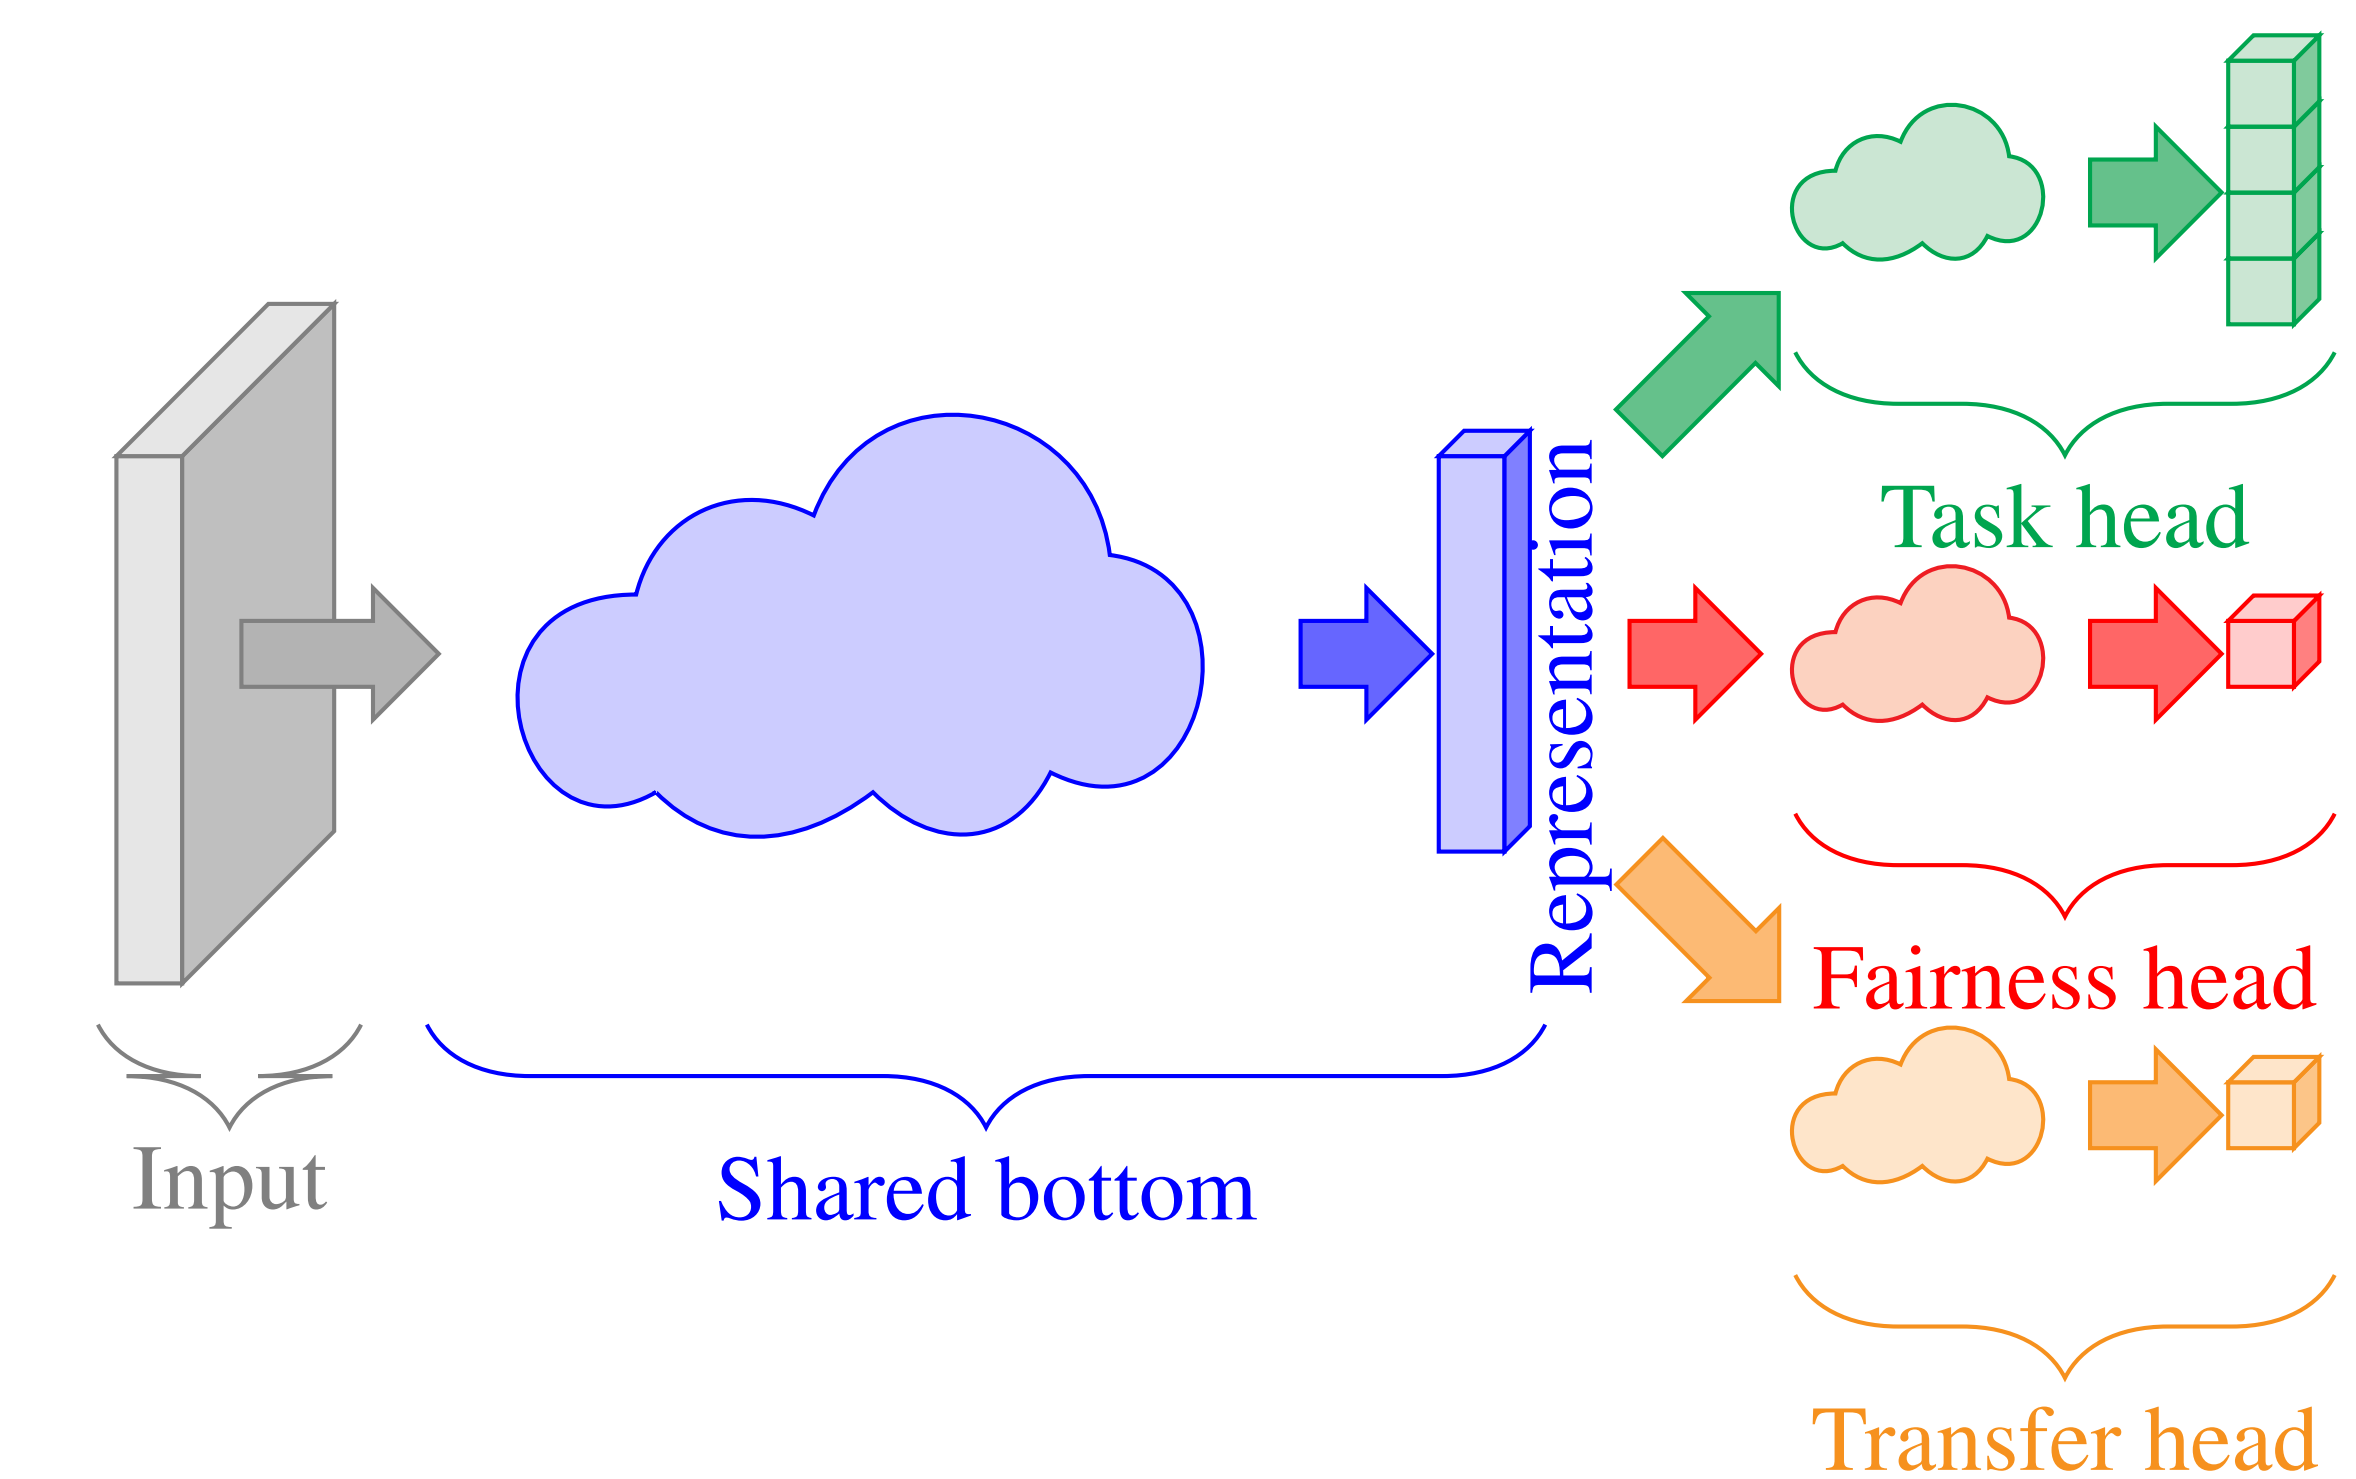 Input
Shared bottom
Representation
Task head
Fairness head
Transfer head